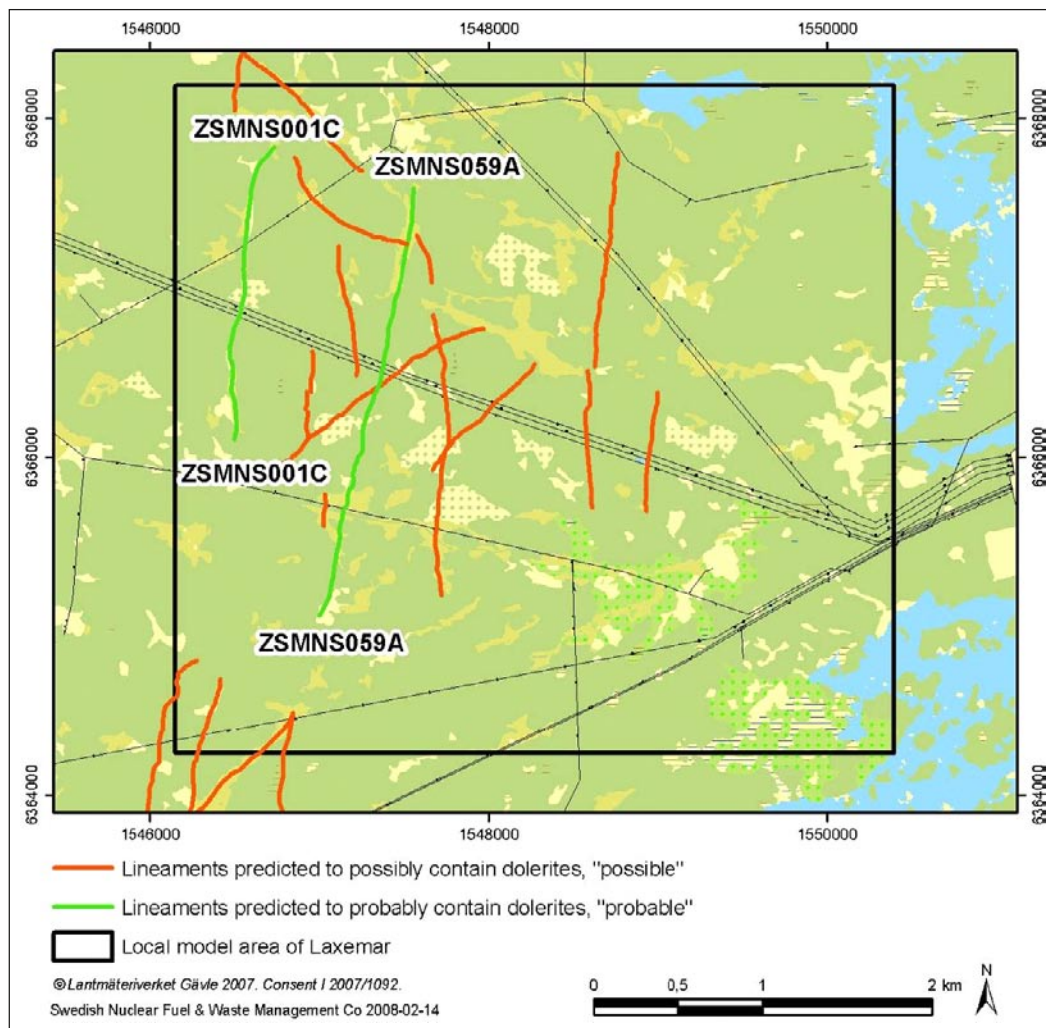 1546000 1548000 1550000
6368000 6368000
ZSMNS001C
ZSMNS059A
6366000 6366000
ZSMNS001C
ZSMNS059A
6364000 6364000
1546000 1548000 1550000
Lineaments predicted to possibly contain dolerites, "possible"
Lineaments predicted to probably contain dolerites, "probable"
Local model area of Laxemar
©Lantmäteriverket Gävle 2007. Consent I 2007/1092.
Swedish Nuclear Fuel & Waste Management Co 2008-02-14
0 0,5 1 2 km
N